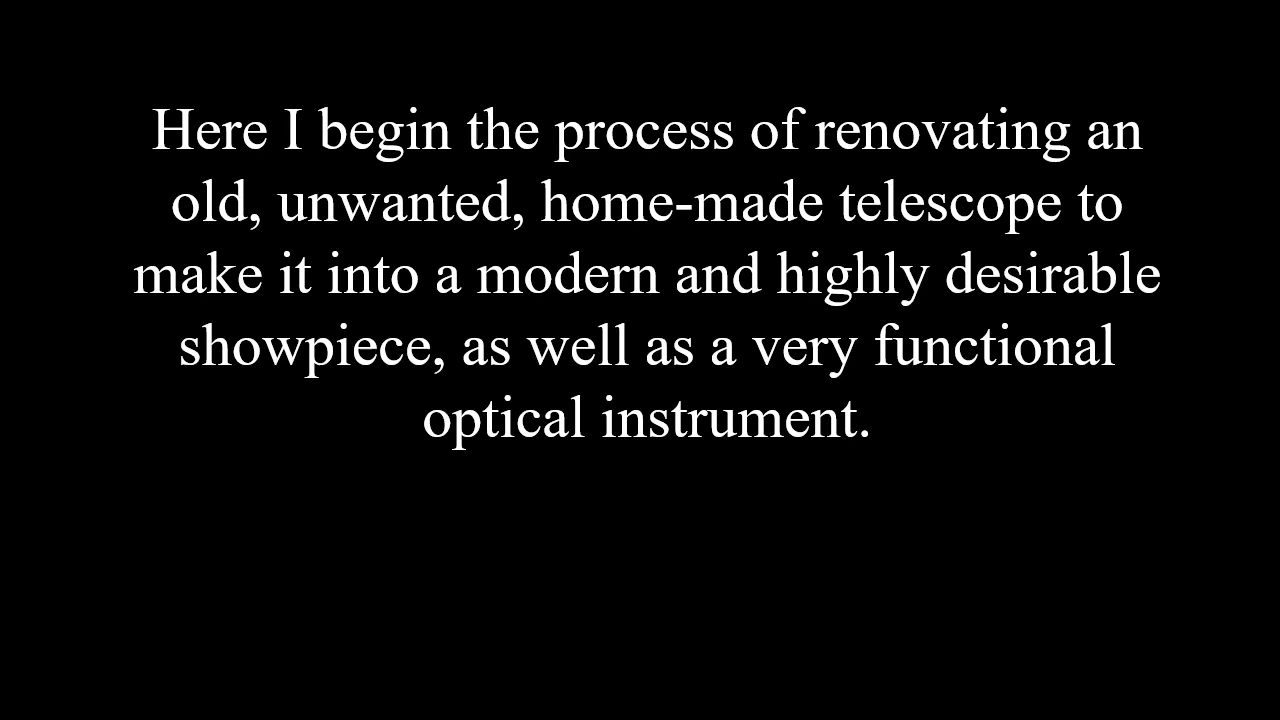 Here I begin the process of renovating an
old, unwanted, home-made telescope to
make it into a modern and highly desirable
showpiece, as well as a very functional
optical instrument.